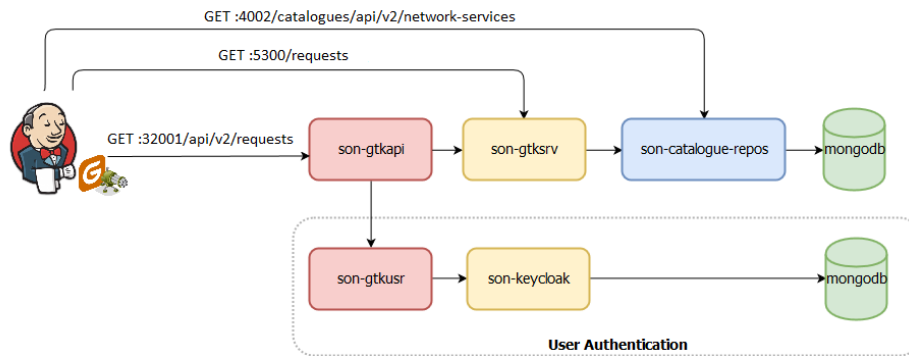 GET :4002/catalogues/api/v2/network-services
GET :5300/requests
GET :32001/api/v2/requests
son-gtkapi
son-gtksrv
son-catalogue-repos
mongodb
G
son-gtkusr
son-keycloak
mongodb
User Authentication